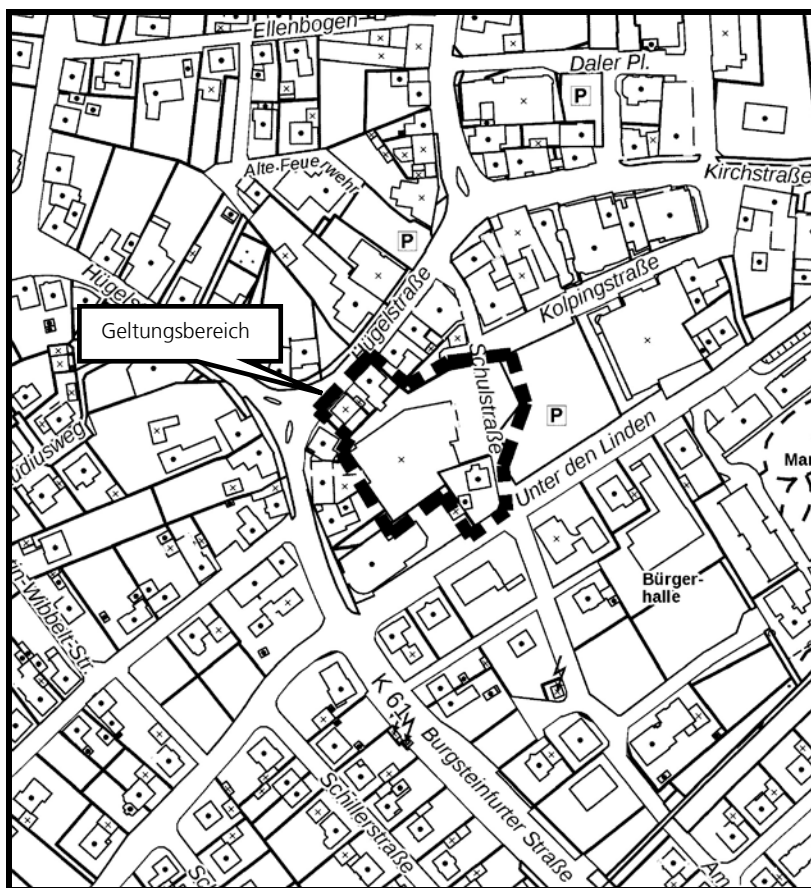 Ellenbogen
Daler Pl.
P
Alte Feuerwehr
Kirchstraße
P
Hügelstraße
Kolpingstraße
Geltungsbereich
Schulstraße
P
Unter den Linden
Bürger-
halle
K 61
Burgsteinfurter Straße
Schillerstraße
Am